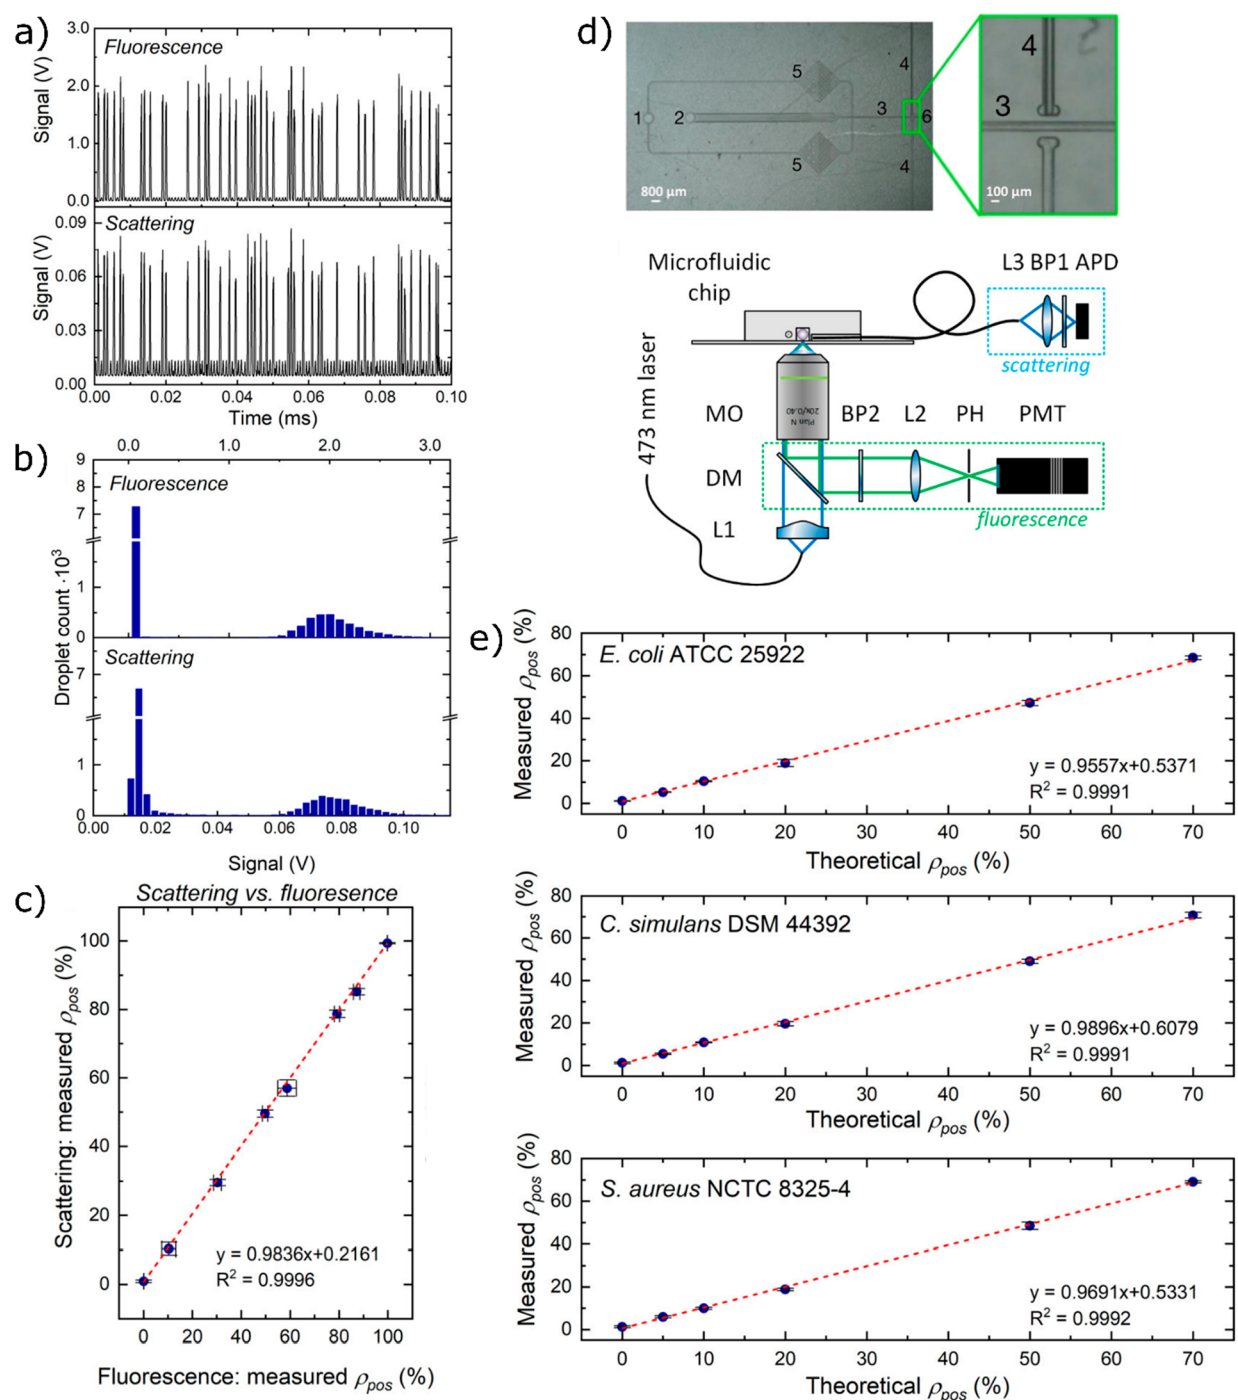 a)
3.0
Fluorescence
2.0
1.0
0.0
Signal (V)
0.09
Scattering
0.06
0.03
0.00
Signal (V)
0.00 0.02 0.04 0.06 0.08 0.10
Time (ms)
b)
0.0 1.0 2.0 3.0
9
Fluorescence
7
1
0
Scattering
7
1
0
Droplet count ·10³
0.00 0.02 0.04 0.06 0.08 0.10
Signal (V)
c)
Scattering vs. fluoresence
100
80
60
40
20
0
Scattering: measured ρpos (%)
y = 0.9836x+0.2161
R² = 0.9996
0 20 40 60 80 100
Fluorescence: measured ρpos (%)
d)
5
4
1
2
3
6
5
4
800 µm
4
3
100 µm
Microfluidic
chip
L3 BP1 APD
scattering
473 nm laser
Plan N
20x/0.40
MO BP2 L2 PH PMT
DM
fluorescence
L1
e)
80
E. coli ATCC 25922
60
40
20
0
Measured ρpos (%)
y = 0.9557x+0.5371
R² = 0.9991
0 10 20 30 40 50 60 70
Theoretical ρpos (%)
80
C. simulans DSM 44392
60
40
20
0
Measured ρpos (%)
y = 0.9896x+0.6079
R² = 0.9991
0 10 20 30 40 50 60 70
Theoretical ρpos (%)
80
S. aureus NCTC 8325-4
60
40
20
0
Measured ρpos (%)
y = 0.9691x+0.5331
R² = 0.9992
0 10 20 30 40 50 60 70
Theoretical ρpos (%)